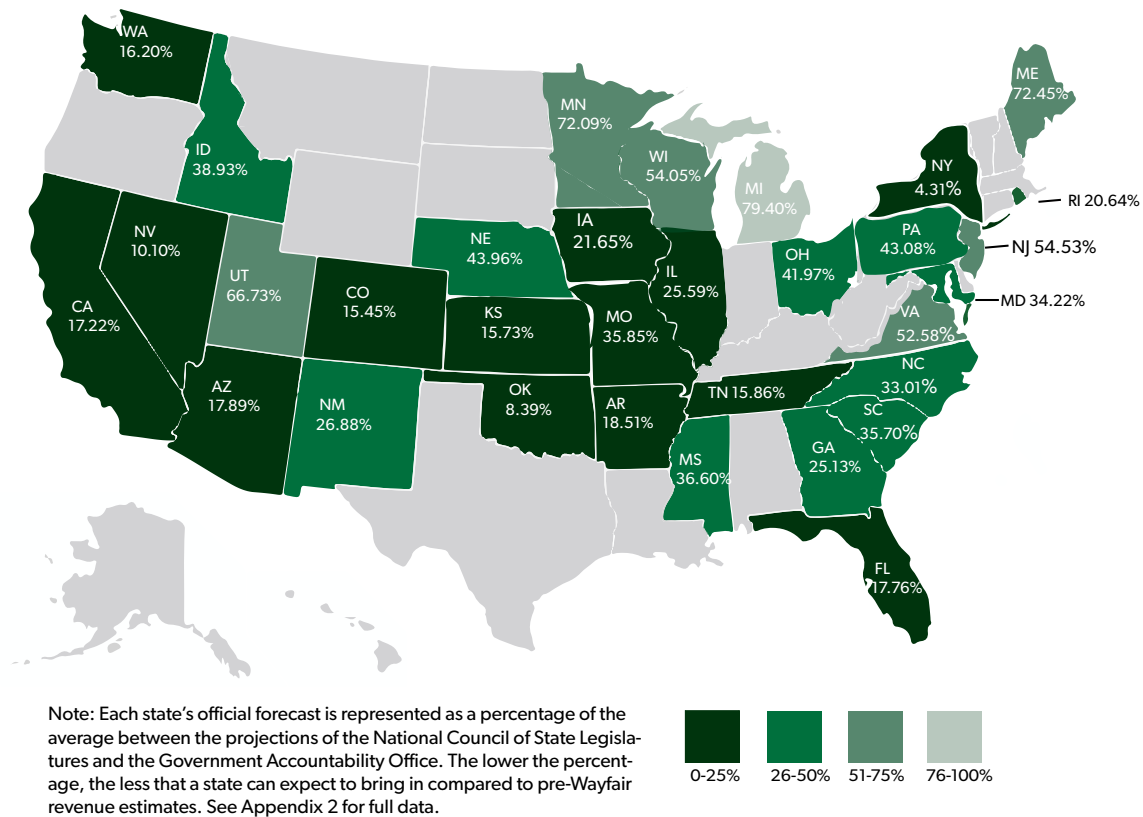 WA
16.20%
ID
38.93%
MN
72.09%
WI
54.05%
MI
79.40%
ME
72.45%
NY
4.31%
RI 20.64%
NJ 54.53%
PA
43.08%
MD 34.22%
OH
41.97%
VA
52.58%
NC
33.01%
SC
35.70%
GA
25.13%
FL
17.76%
NV
10.10%
CA
17.22%
UT
66.73%
AZ
17.89%
CO
15.45%
NM
26.88%
NE
43.96%
KS
15.73%
OK
8.39%
IA
21.65%
MO
35.85%
AR
18.51%
IL
25.59%
TN 15.86%
MS
36.60%
Note: Each state's official forecast is represented as a percentage of the
average between the projections of the National Council of State Legisla-
tures and the Government Accountability Office. The lower the percent-
age, the less that a state can expect to bring in compared to pre-Wayfair
revenue estimates. See Appendix 2 for full data.
0-25%
26-50%
51-75%
76-100%